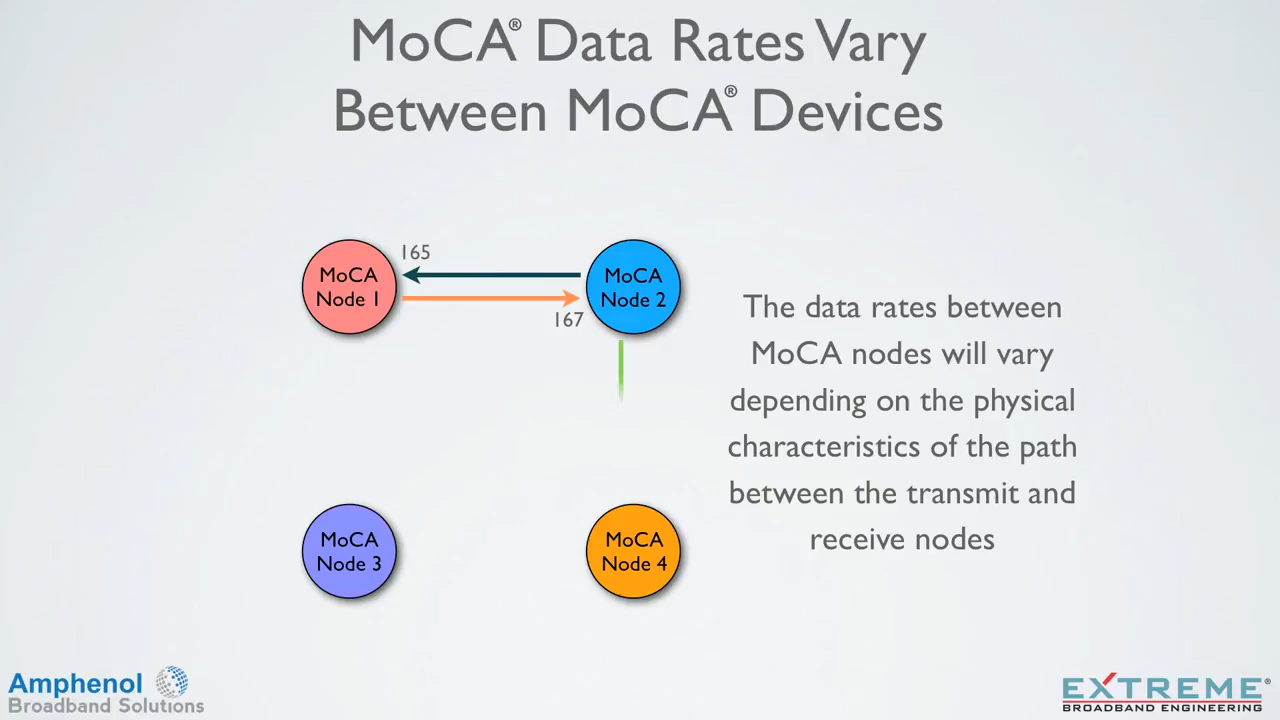 MoCA® Data Rates Vary
Between MoCA® Devices
165
MoCA
Node 1
MoCA
Node 2
167
The data rates between
MoCA nodes will vary
depending on the physical
characteristics of the path
between the transmit and
receive nodes
MoCA
Node 3
MoCA
Node 4
Amphenol
Broadband Solutions
EXTREME®
BROADBAND ENGINEERING